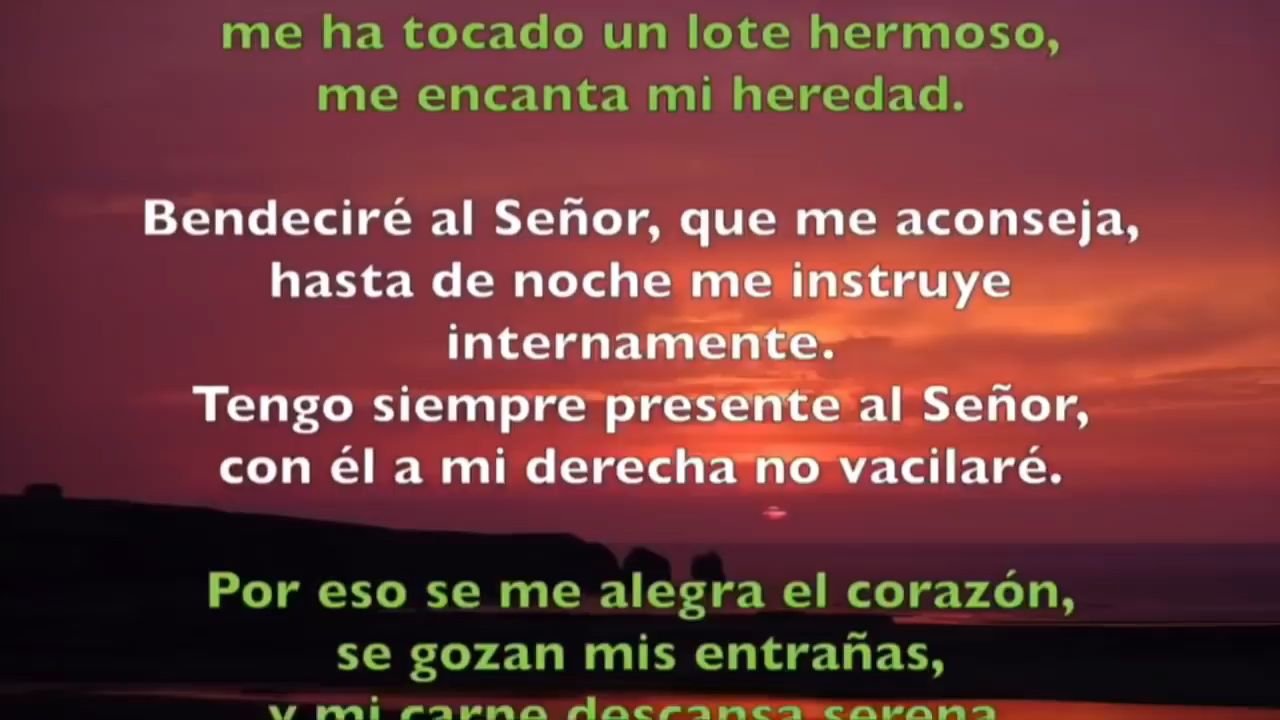 me ha tocado un lote hermoso,
me encanta mi heredad.
Bendeciré al Señor, que me aconseja,
hasta de noche me instruye
internamente.
Tengo siempre presente al Señor,
con él a mi derecha no vacilaré.
Por eso se me alegra el corazón,
se gozan mis entrañas,
y mi carne descansa serena